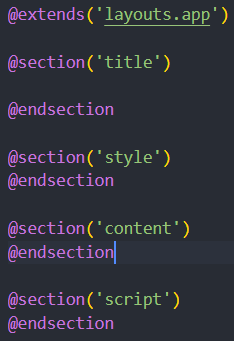 @extends('layouts.app')
@section('title')
@endsection
@section('style')
@endsection
@section('content')
@endsection
@section('script')
@endsection